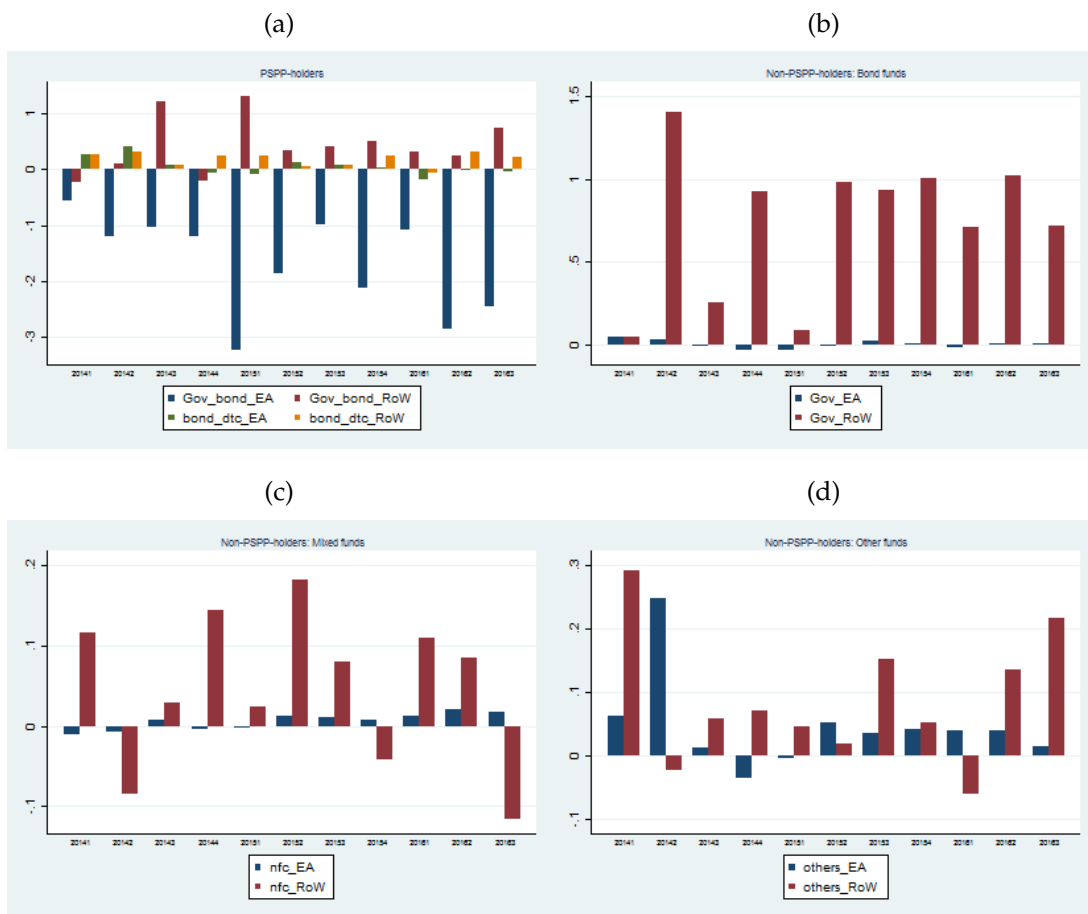 (a)
PSPP-holders
1
0
-1
-2
-3
20141 20142 20143 20144 20151 20152 20153 20154 20161 20162 20163
Gov_bond_EA Gov_bond_RoW
bond_dtc_EA bond_dtc_RoW
(b)
Non-PSPP-holders: Bond funds
1.5
1
.5
0
20141 20142 20143 20144 20151 20152 20153 20154 20161 20162 20163
Gov_EA
Gov_RoW
(c)
Non-PSPP-holders: Mixed funds
.2
.1
0
-.1
20141 20142 20143 20144 20151 20152 20153 20154 20161 20162 20163
nfc_EA
nfc_RoW
(d)
Non-PSPP-holders: Other funds
.3
.2
.1
0
-.1
20141 20142 20143 20144 20151 20152 20153 20154 20161 20162 20163
others_EA
others_RoW